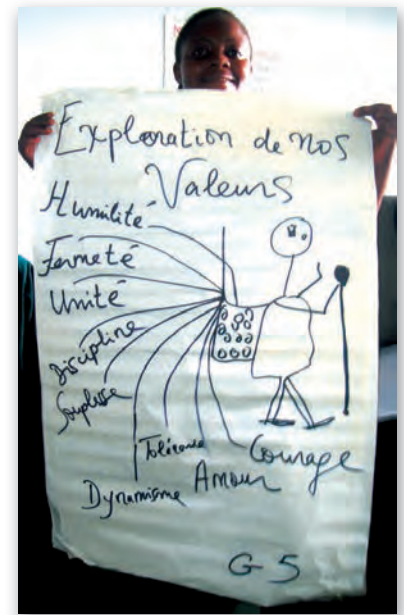 Exploration de nos
Valeurs
Humilité
Fermeté
Unité
Discipline
Souplesse
Tolérance
Courage
Amour
Dynamisme
G5